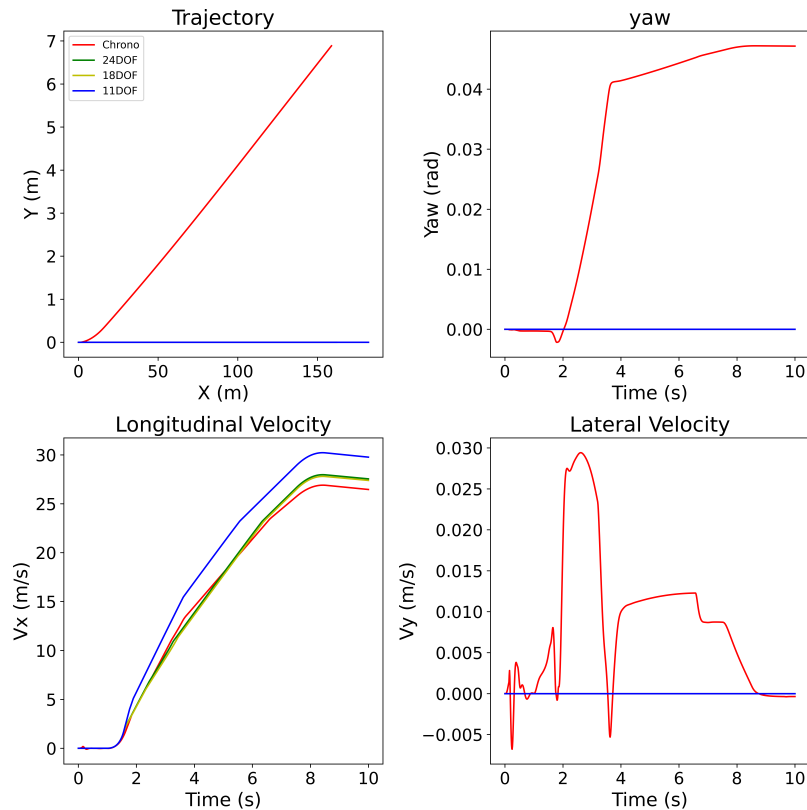 Trajectory
7
6
5
4
3
2
1
0
Y (m)
Chrono
24DOF
18DOF
11DOF
0 50 100 150
X (m)
yaw
0.04
0.03
0.02
0.01
0.00
Yaw (rad)
0 2 4 6 8 10
Time (s)
Longitudinal Velocity
30
25
20
15
10
5
0
Vx (m/s)
0 2 4 6 8 10
Time (s)
Lateral Velocity
0.030
0.025
0.020
0.015
0.010
0.005
0.000
−0.005
Vy (m/s)
0 2 4 6 8 10
Time (s)